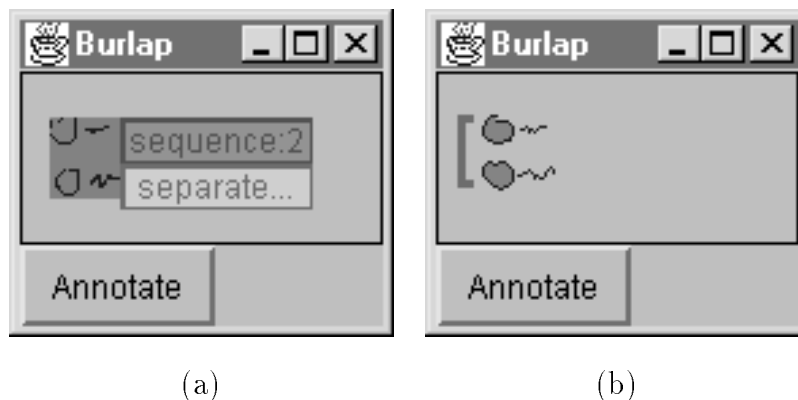 Burlap
sequence:2
separate...
Annotate
(a)
Burlap
Annotate
(b)